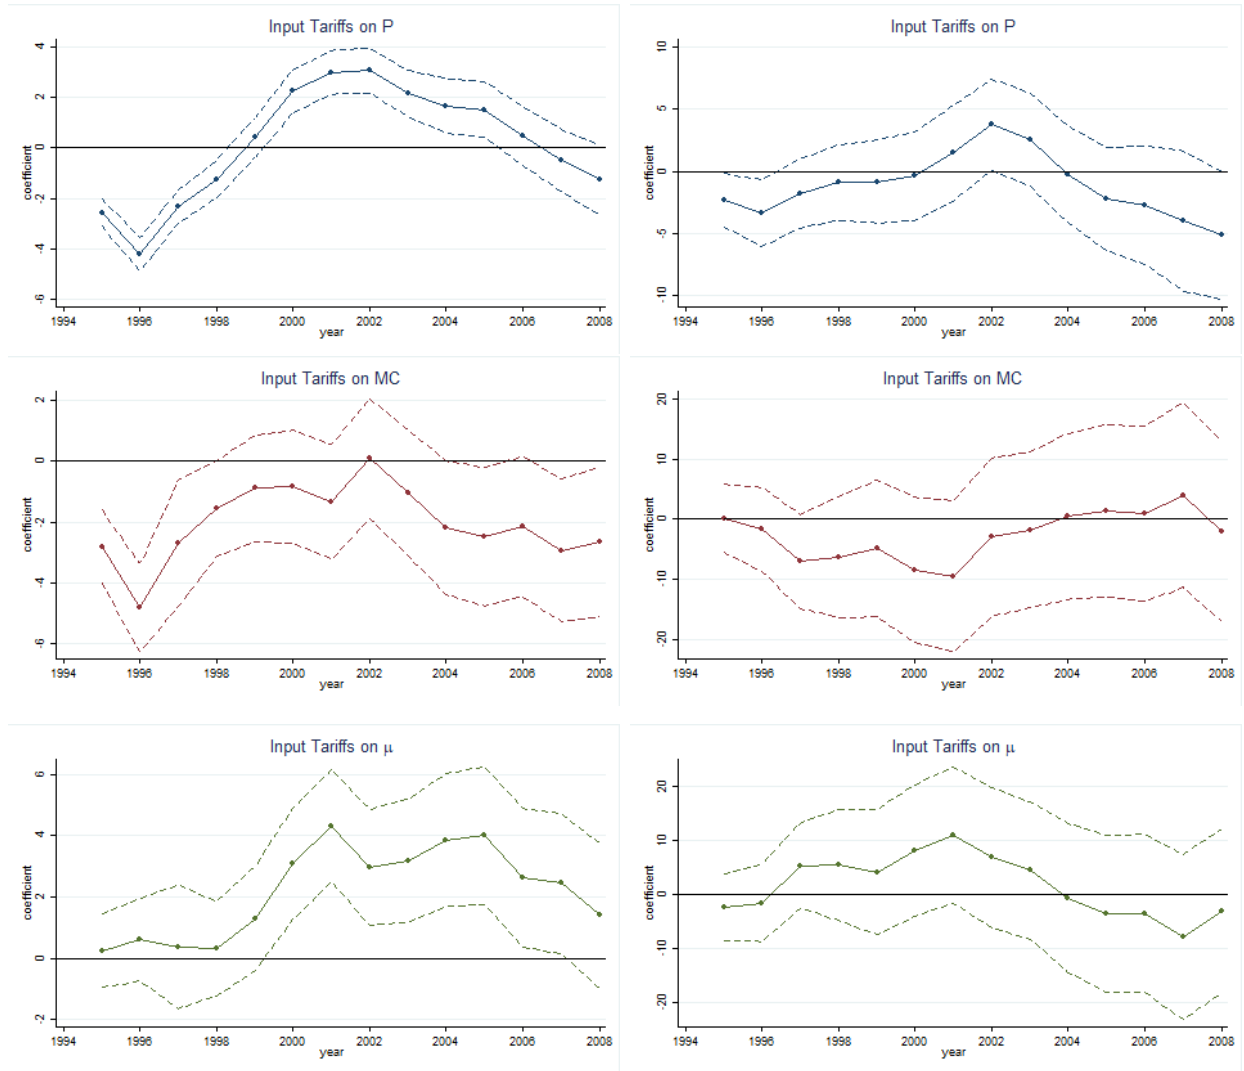 Input Tariffs on P
coefficient
4
2
0
-2
-4
-6
1994 1996 1998 2000 2002 2004 2006 2008
year
Input Tariffs on P
coefficient
10
5
0
-5
-10
1994 1996 1998 2000 2002 2004 2006 2008
year
Input Tariffs on MC
coefficient
2
0
-2
-4
-6
1994 1996 1998 2000 2002 2004 2006 2008
year
Input Tariffs on MC
coefficient
20
10
0
-10
-20
1994 1996 1998 2000 2002 2004 2006 2008
year
Input Tariffs on μ
coefficient
6
4
2
0
-2
1994 1996 1998 2000 2002 2004 2006 2008
year
Input Tariffs on μ
coefficient
20
10
0
-10
-20
1994 1996 1998 2000 2002 2004 2006 2008
year